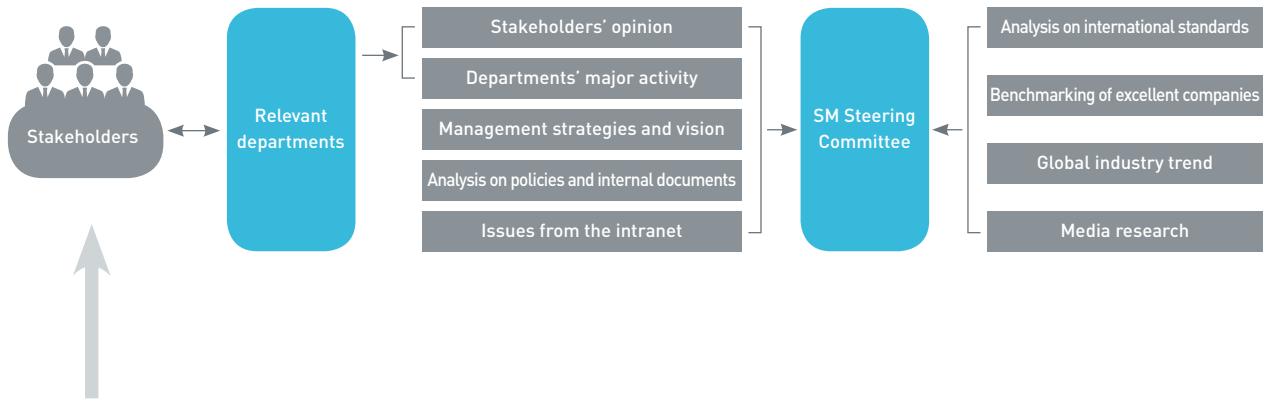 Stakeholders
Relevant
departments
Stakeholders’ opinion
Departments’ major activity
Management strategies and vision
Analysis on policies and internal documents
Issues from the intranet
SM Steering
Committee
Analysis on international standards
Benchmarking of excellent companies
Global industry trend
Media research